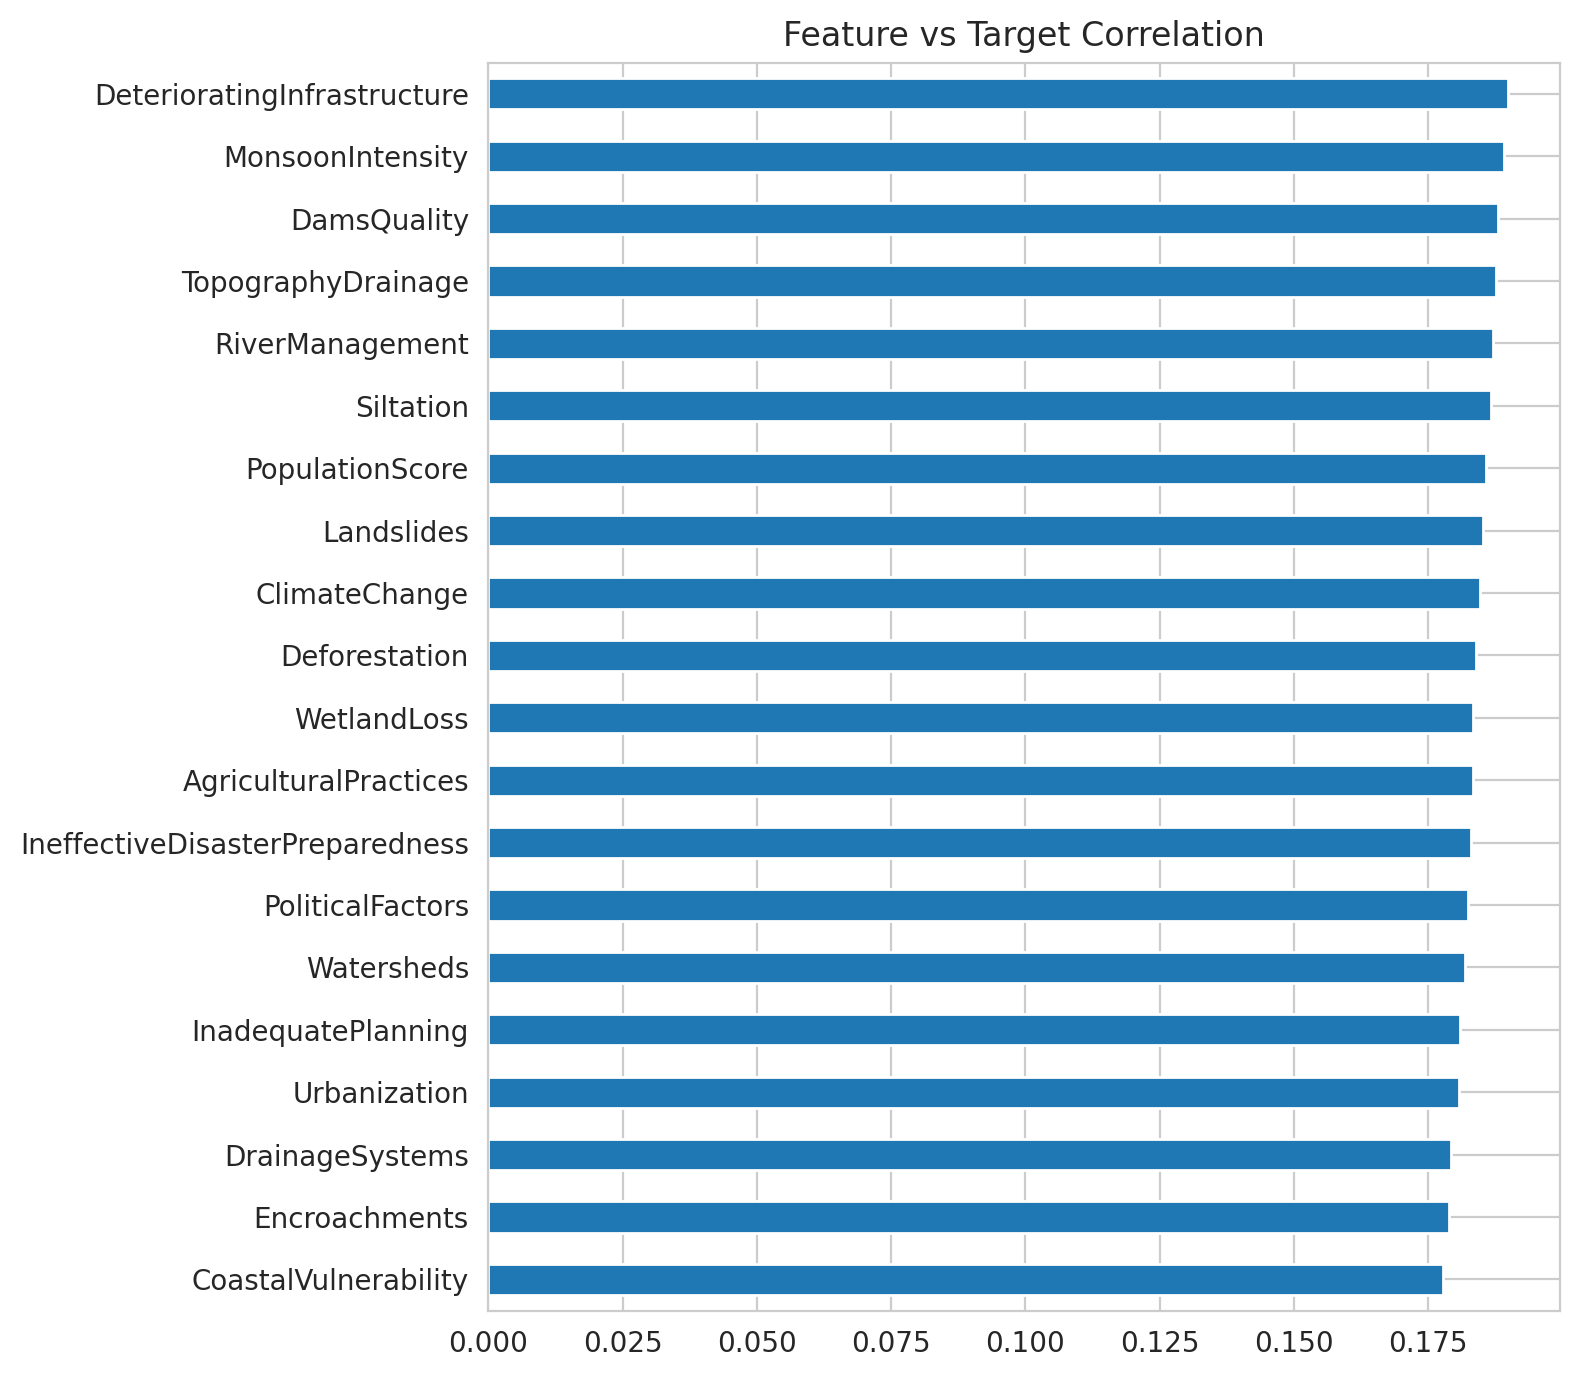 Feature vs Target Correlation
DeterioratingInfrastructure
MonsoonIntensity
DamsQuality
TopographyDrainage
RiverManagement
Siltation
PopulationScore
Landslides
ClimateChange
Deforestation
WetlandLoss
AgriculturalPractices
IneffectiveDisasterPreparedness
PoliticalFactors
Watersheds
InadequatePlanning
Urbanization
DrainageSystems
Encroachments
CoastalVulnerability
0.000 0.025 0.050 0.075 0.100 0.125 0.150 0.175